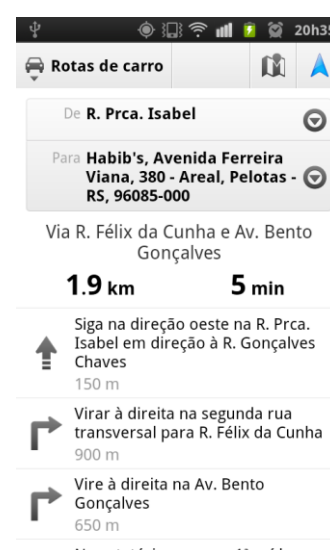 20h35
Rotas de carro
De R. Prca. Isabel
Para Habib's, Avenida Ferreira
Viana, 380 - Areal, Pelotas -
RS, 96085-000
Via R. Félix da Cunha e Av. Bento
Gonçalves
1.9 km 5 min
Siga na direção oeste na R. Prca.
Isabel em direção à R. Gonçalves
Chaves
150 m
Virar à direita na segunda rua
transversal para R. Félix da Cunha
900 m
Vire à direita na Av. Bento
Gonçalves
650 m